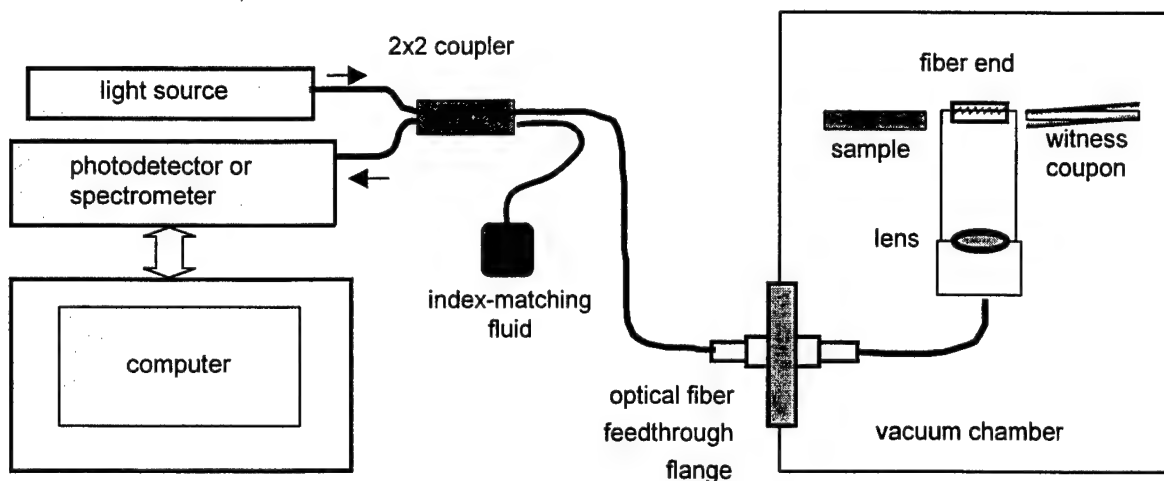 2x2 coupler
light source
photodetector or
spectrometer
computer
index-matching
fluid
optical fiber
feedthrough
flange
fiber end
sample
witness
coupon
lens
vacuum chamber